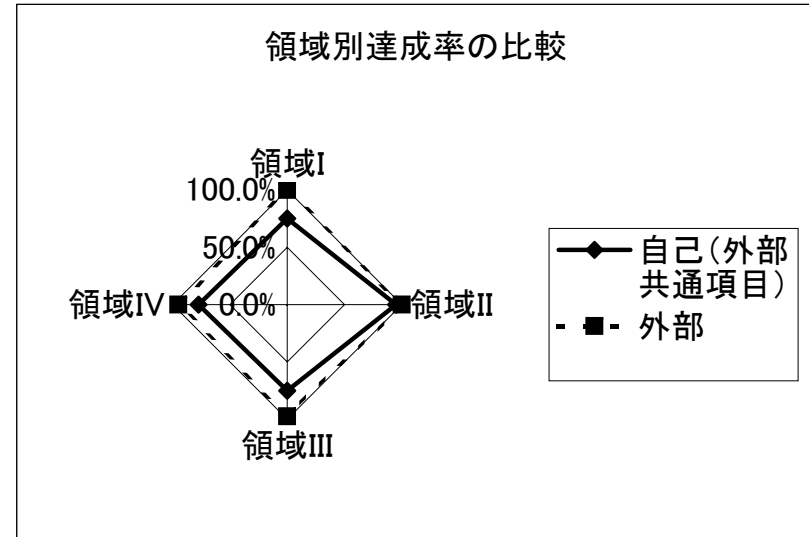 領域別達成率の比較
領域I
100.0%
50.0%
領域IV
0.0%
領域II
領域III
自己(外部
共通項目)
外部